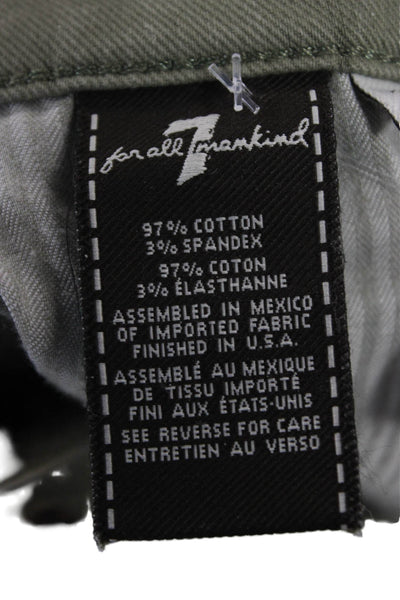 for all 7 mankind
97% COTTON
3% SPANDEX
97% COTON
3% ÉLASTHANNE
ASSEMBLED IN MEXICO
OF IMPORTED FABRIC
FINISHED IN U.S.A.
ASSEMBLÉ AU MEXIQUE
DE TISSU IMPORTÉ
FINI AUX ÉTATS-UNIS
SEE REVERSE FOR CARE
ENTRETIEN AU VERSO